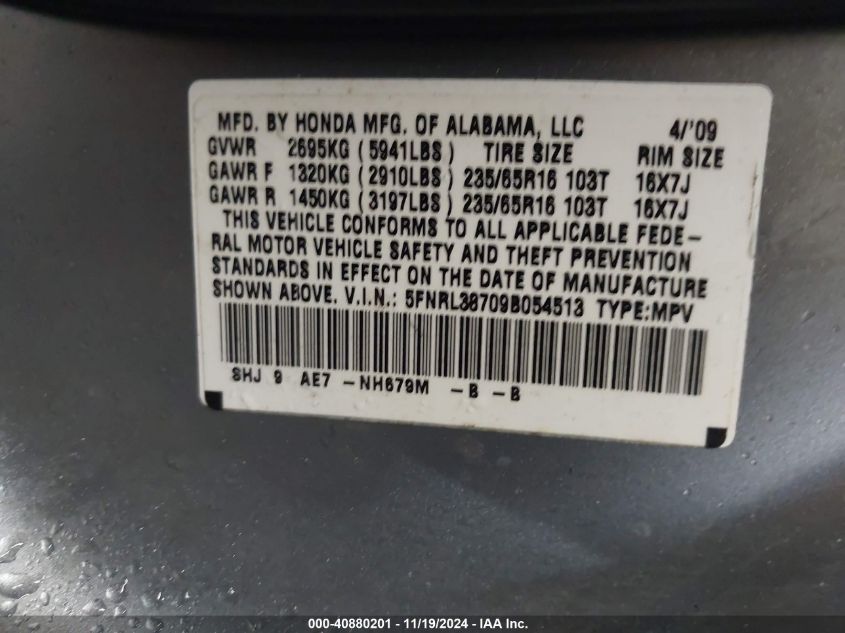 MFD. BY HONDA MFG. OF ALABAMA, LLC 4/'09
GVWR 2695KG (5941LBS) TIRE SIZE RIM SIZE
GAWR F 1320KG (2910LBS) 235/65R16 103T 16X7J
GAWR R 1450KG (3197LBS) 235/65R16 103T 16X7J
THIS VEHICLE CONFORMS TO ALL APPLICABLE FEDE-
RAL MOTOR VEHICLE SAFETY AND THEFT PREVENTION
STANDARDS IN EFFECT ON THE DATE OF MANUFACTURE
SHOWN ABOVE. V.I.N.: 5FNRL38709B054513 TYPE:MPV
SHJ 9 AE7 -NH679M -B -B
000-40880201 - 11/19/2024 - IAA Inc.